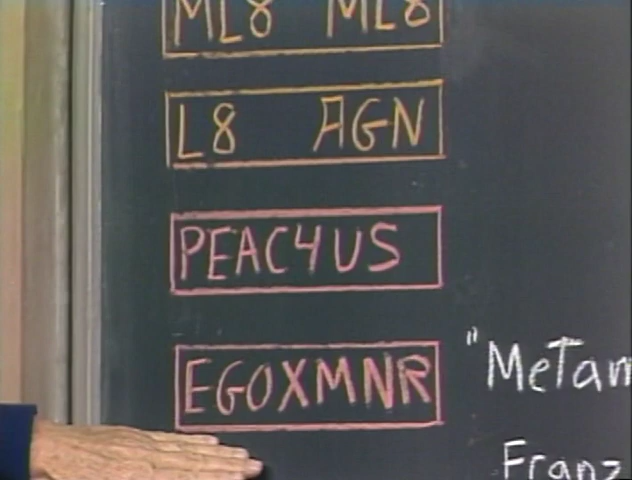 ML8 ML8
L8 AGN
PEAC4US
EGOXMNR
"Metam
Franz